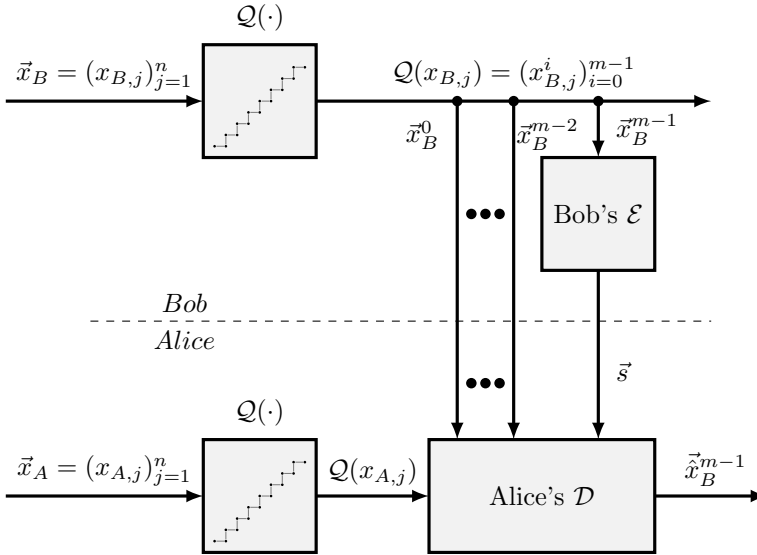 𝒬(·)
x⃗_B = (x_{B,j})_{j=1}^n
𝒬(x_{B,j}) = (x_{B,j}^i)_{i=0}^{m−1}
x⃗_B^0
x⃗_B^{m−2}
x⃗_B^{m−1}
Bob's ℰ
Bob
Alice
s⃗
𝒬(·)
x⃗_A = (x_{A,j})_{j=1}^n
𝒬(x_{A,j})
Alice's 𝒟
x̂⃗_B^{m−1}